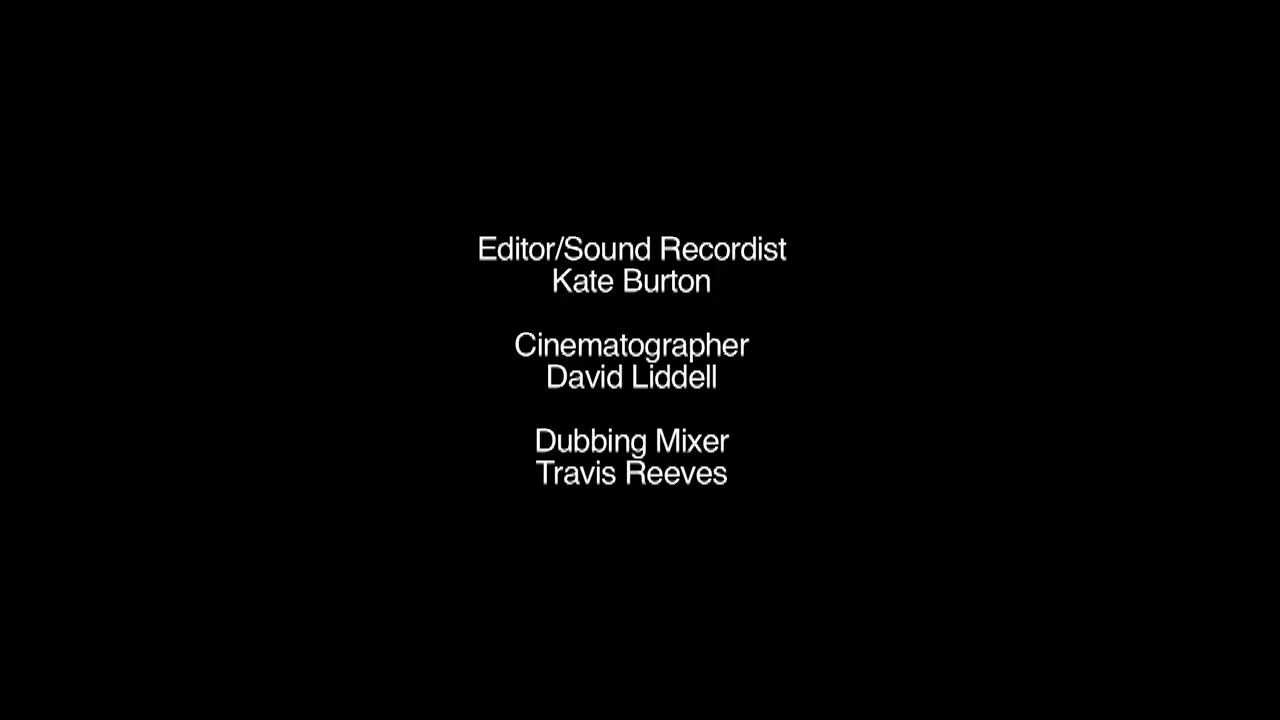 Editor/Sound Recordist
Kate Burton
Cinematographer
David Liddell
Dubbing Mixer
Travis Reeves